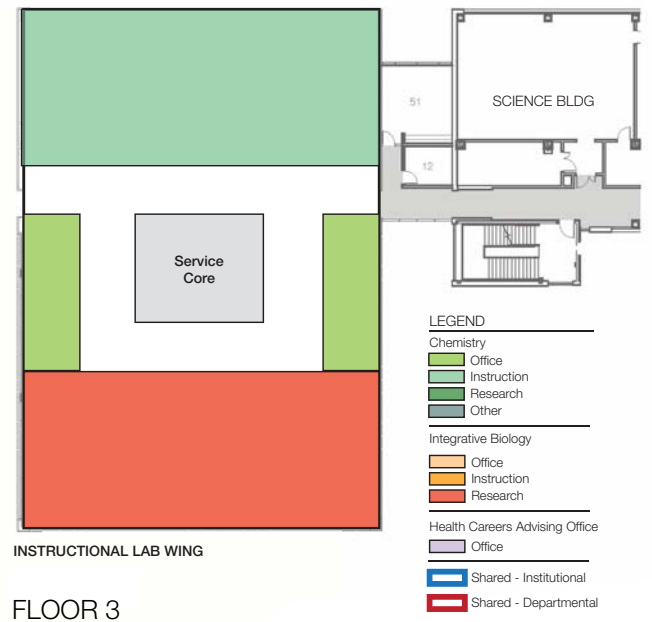 51
SCIENCE BLDG
12
Service
Core
LEGEND
Chemistry
Office
Instruction
Research
Other
Integrative Biology
Office
Instruction
Research
Health Careers Advising Office
Office
Shared - Institutional
Shared - Departmental
INSTRUCTIONAL LAB WING
FLOOR 3